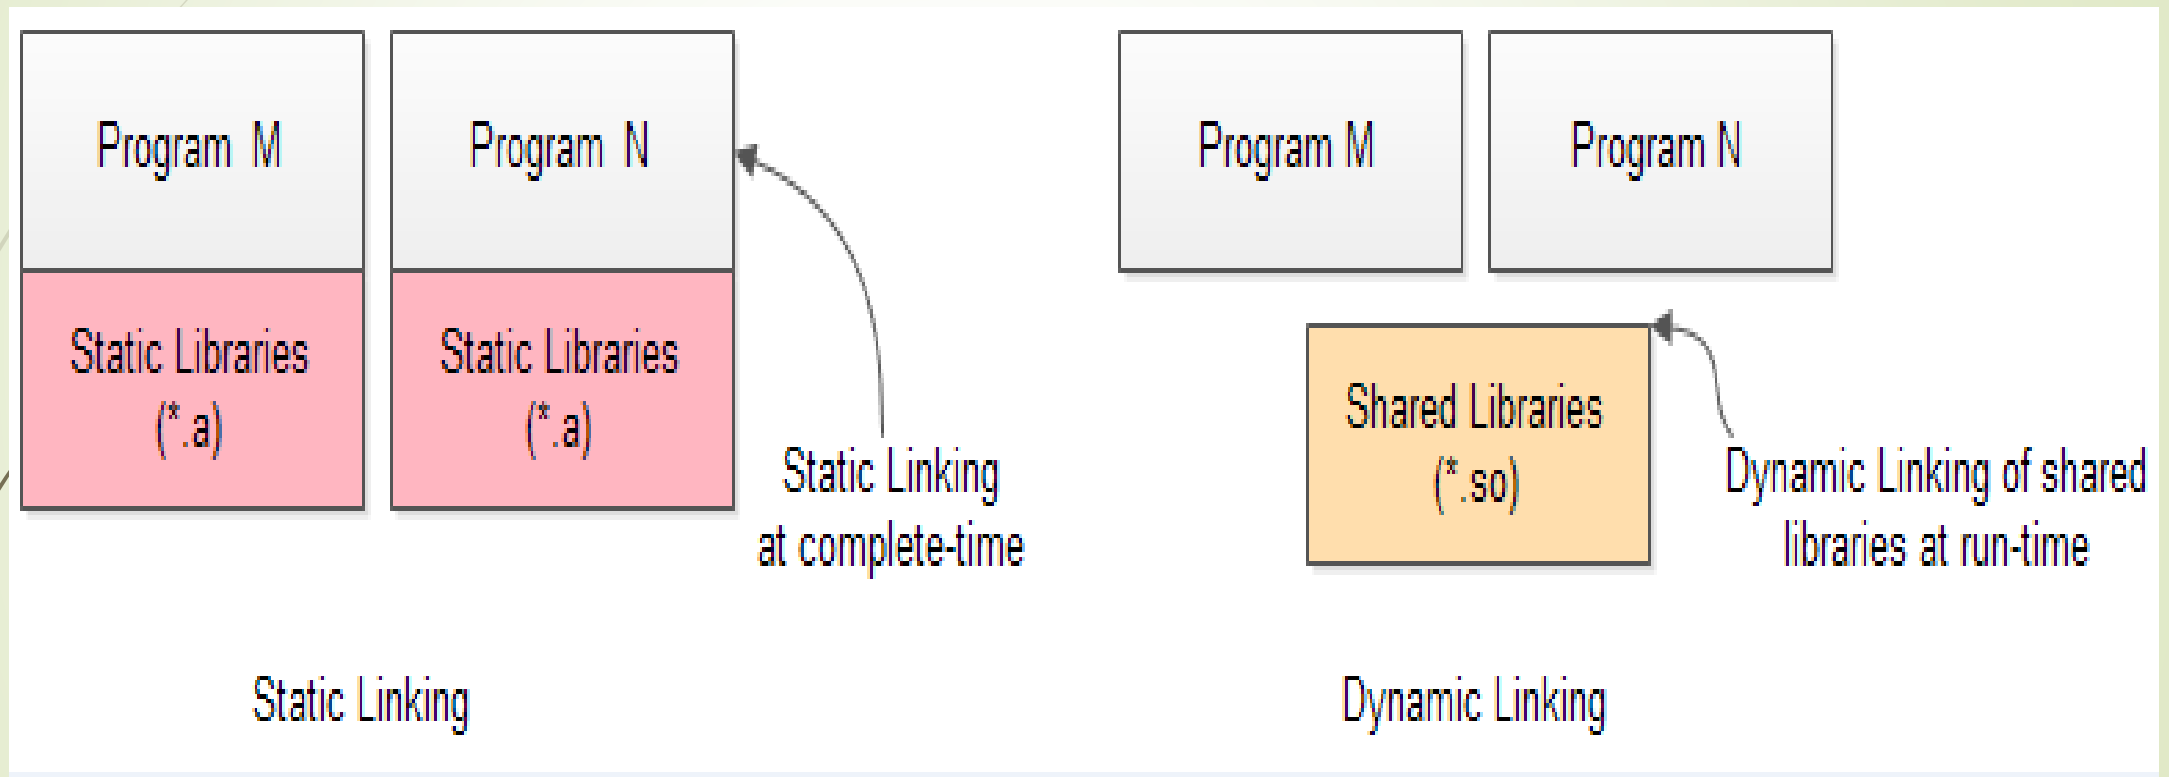 Program M
Static Libraries
(*.a)
Program N
Static Libraries
(*.a)
Static Linking
at complete-time
Static Linking
Program M
Program N
Shared Libraries
(*.so)
Dynamic Linking of shared
libraries at run-time
Dynamic Linking